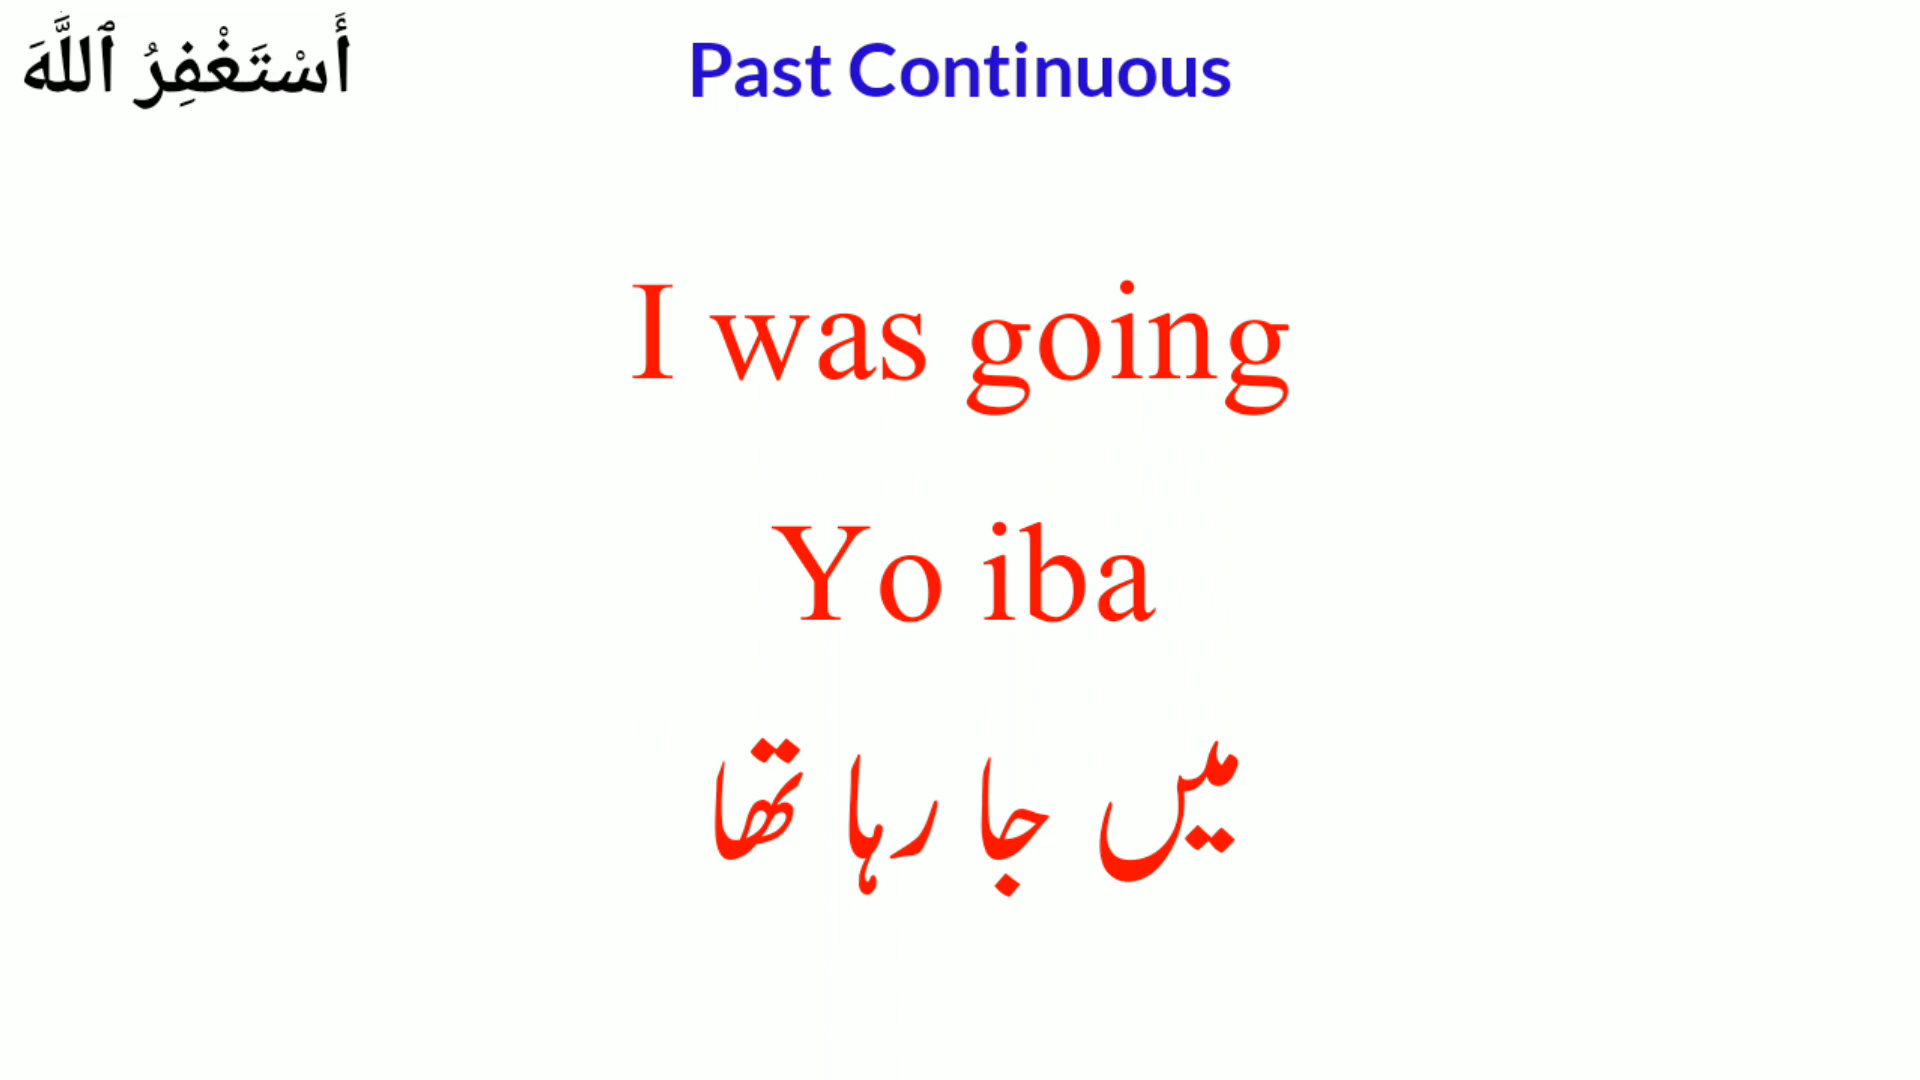 أَسْتَغْفِرُ ٱللَّهَ
Past Continuous
I was going
Yo iba
میں جا رہا تھا